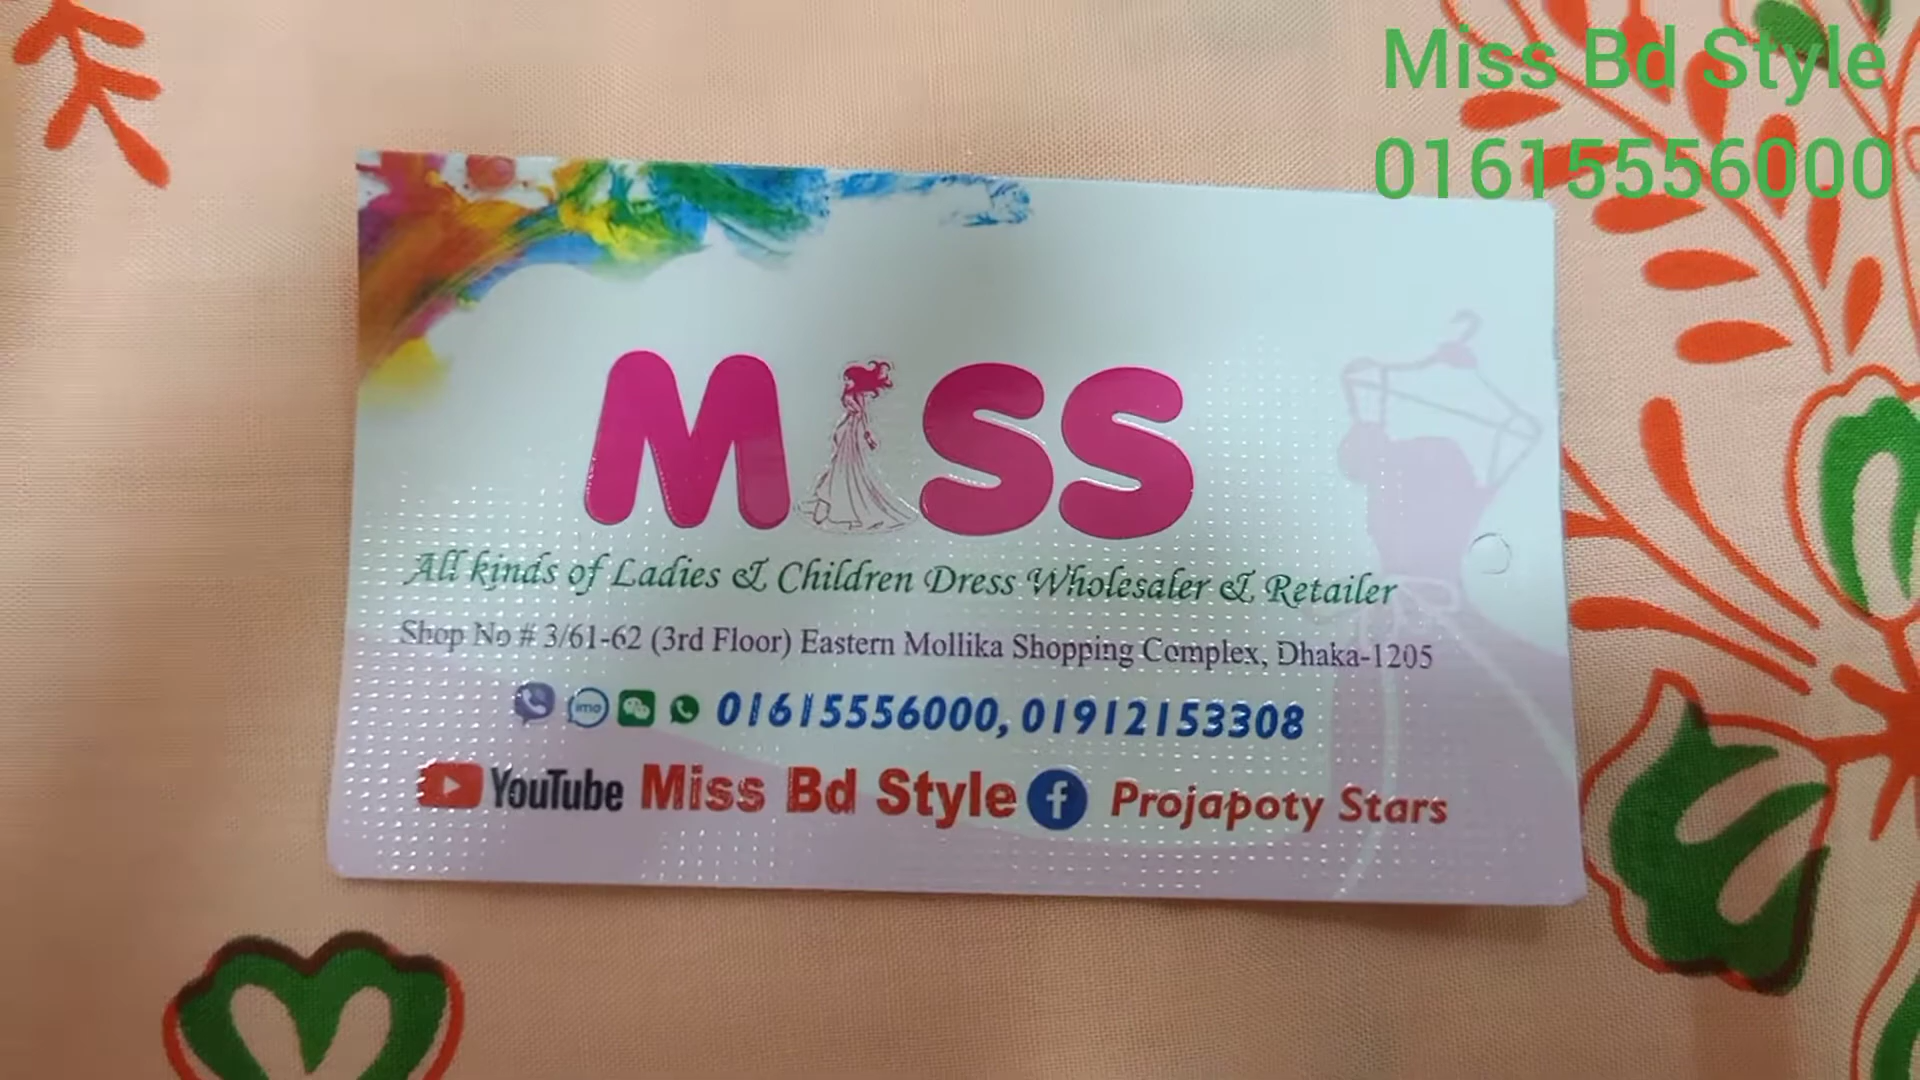 Miss Bd Style
01615556000
MISS
All kinds of Ladies & Children Dress Wholesaler & Retailer
Shop No # 3/61-62 (3rd Floor) Eastern Mollika Shopping Complex, Dhaka-1205
imo 01615556000, 01912153308
YouTube Miss Bd Style f Projapoty Stars